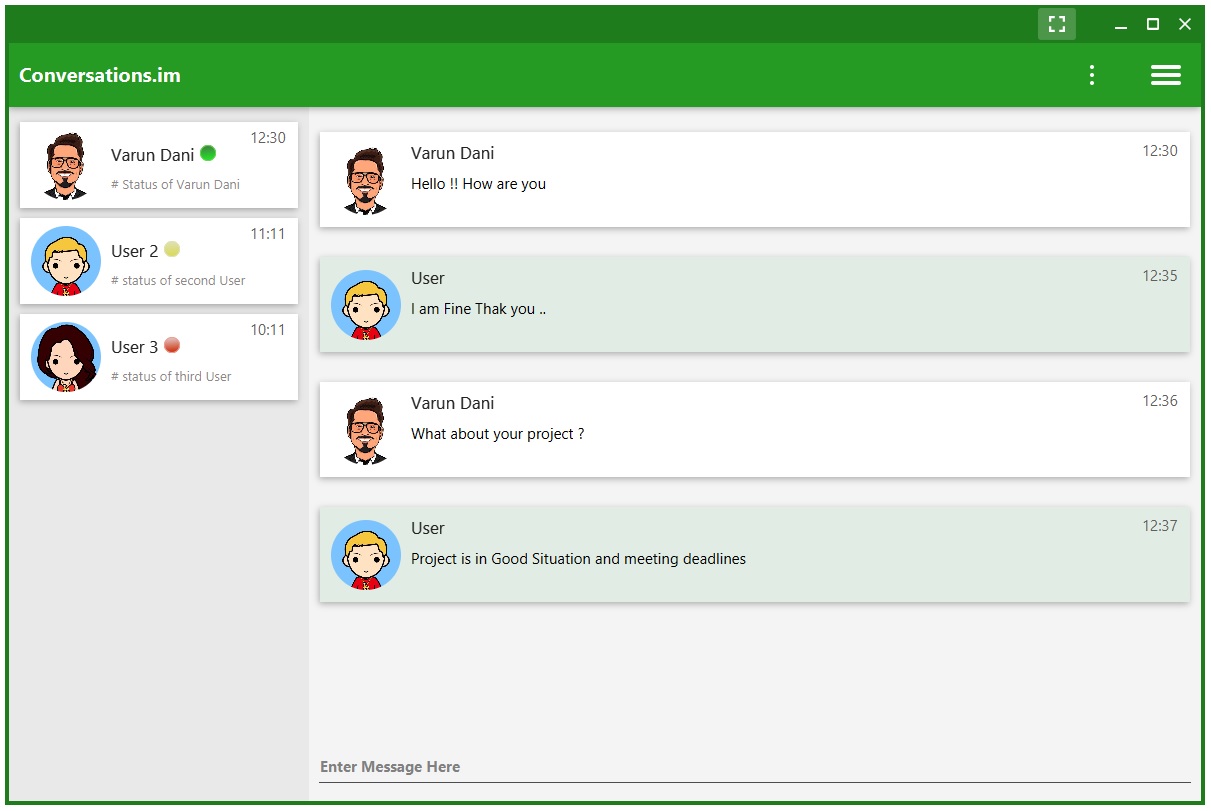 Conversations.im
12:30
Varun Dani
# Status of Varun Dani
11:11
User 2
# status of second User
10:11
User 3
# status of third User
Varun Dani
12:30
Hello !! How are you
User
12:35
I am Fine Thak you ..
Varun Dani
12:36
What about your project ?
User
12:37
Project is in Good Situation and meeting deadlines
Enter Message Here